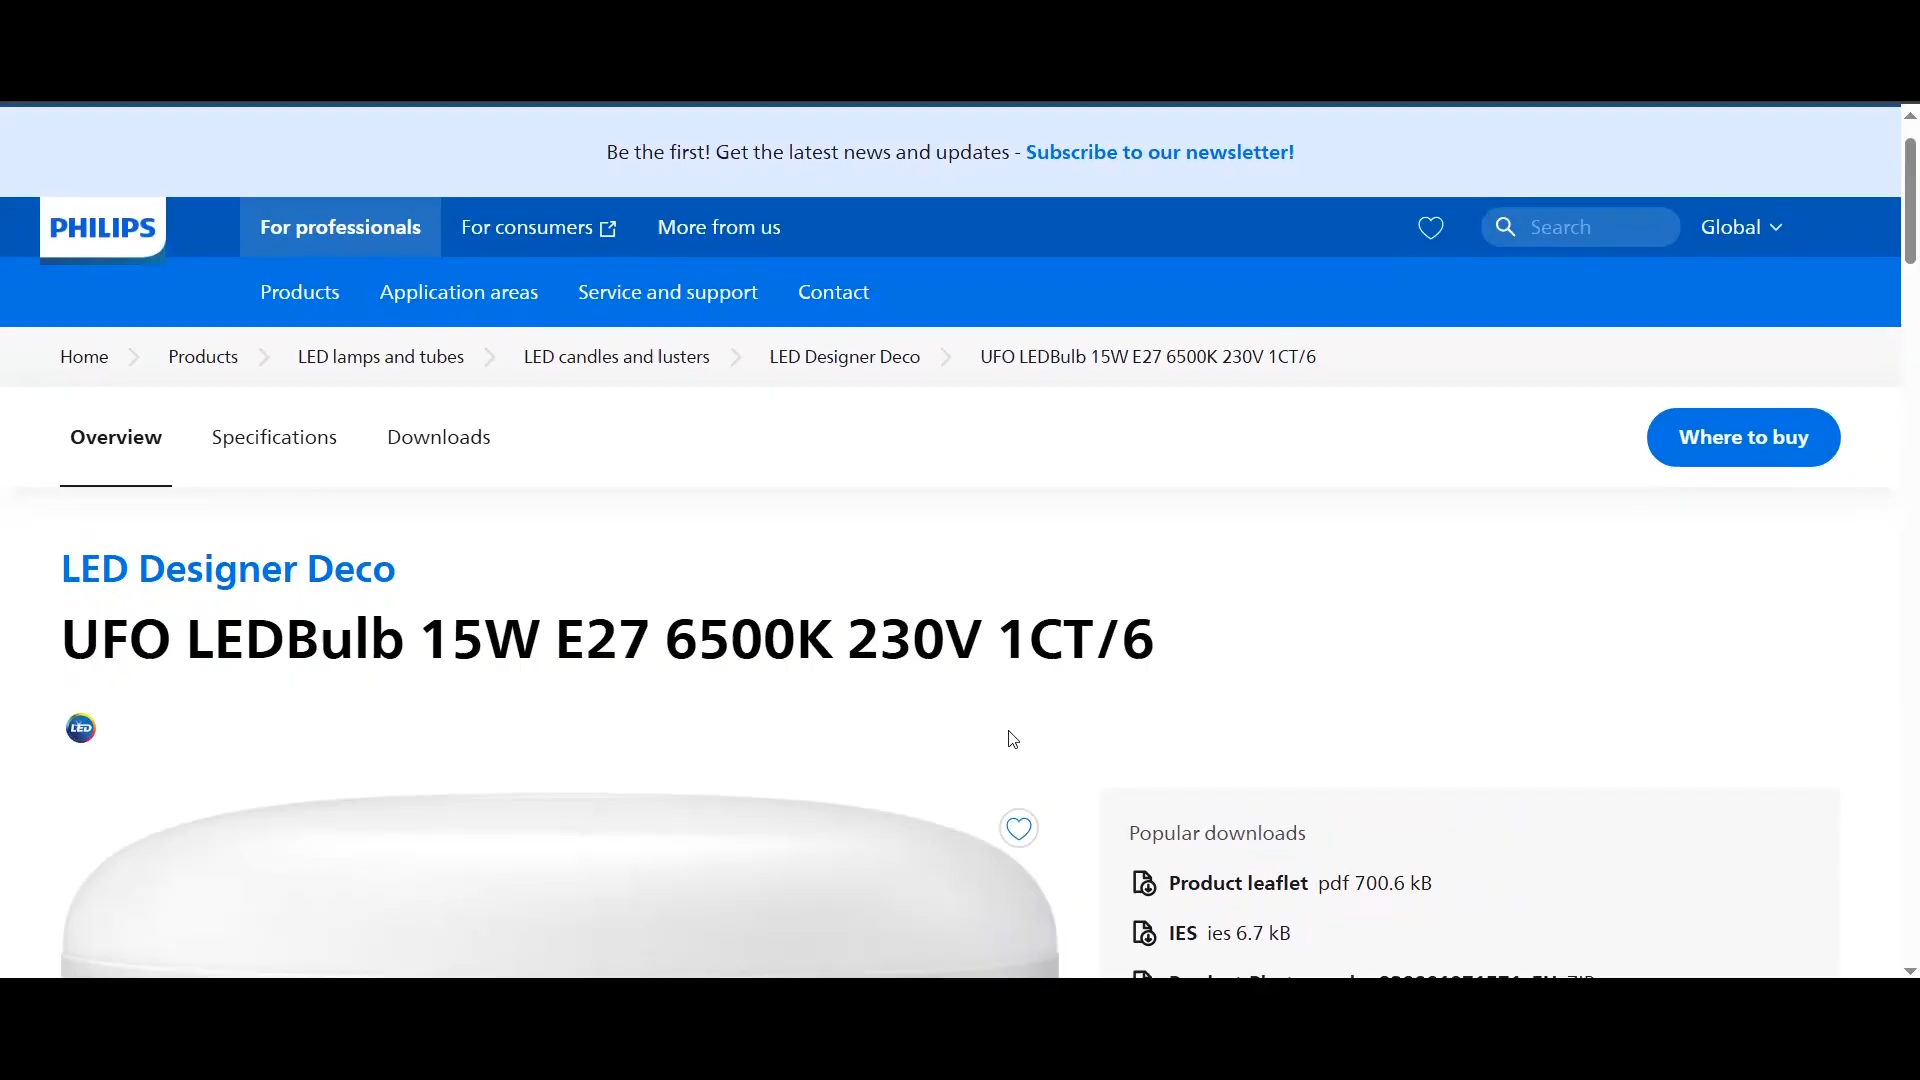 Be the first! Get the latest news and updates - Subscribe to our newsletter!
PHILIPS
For professionals
For consumers
More from us
Search
Global
Products
Application areas
Service and support
Contact
Home
Products
LED lamps and tubes
LED candles and lusters
LED Designer Deco
UFO LEDBulb 15W E27 6500K 230V 1CT/6
Overview
Specifications
Downloads
Where to buy
LED Designer Deco
UFO LEDBulb 15W E27 6500K 230V 1CT/6
LED
Popular downloads
Product leaflet pdf 700.6 kB
IES ies 6.7 kB